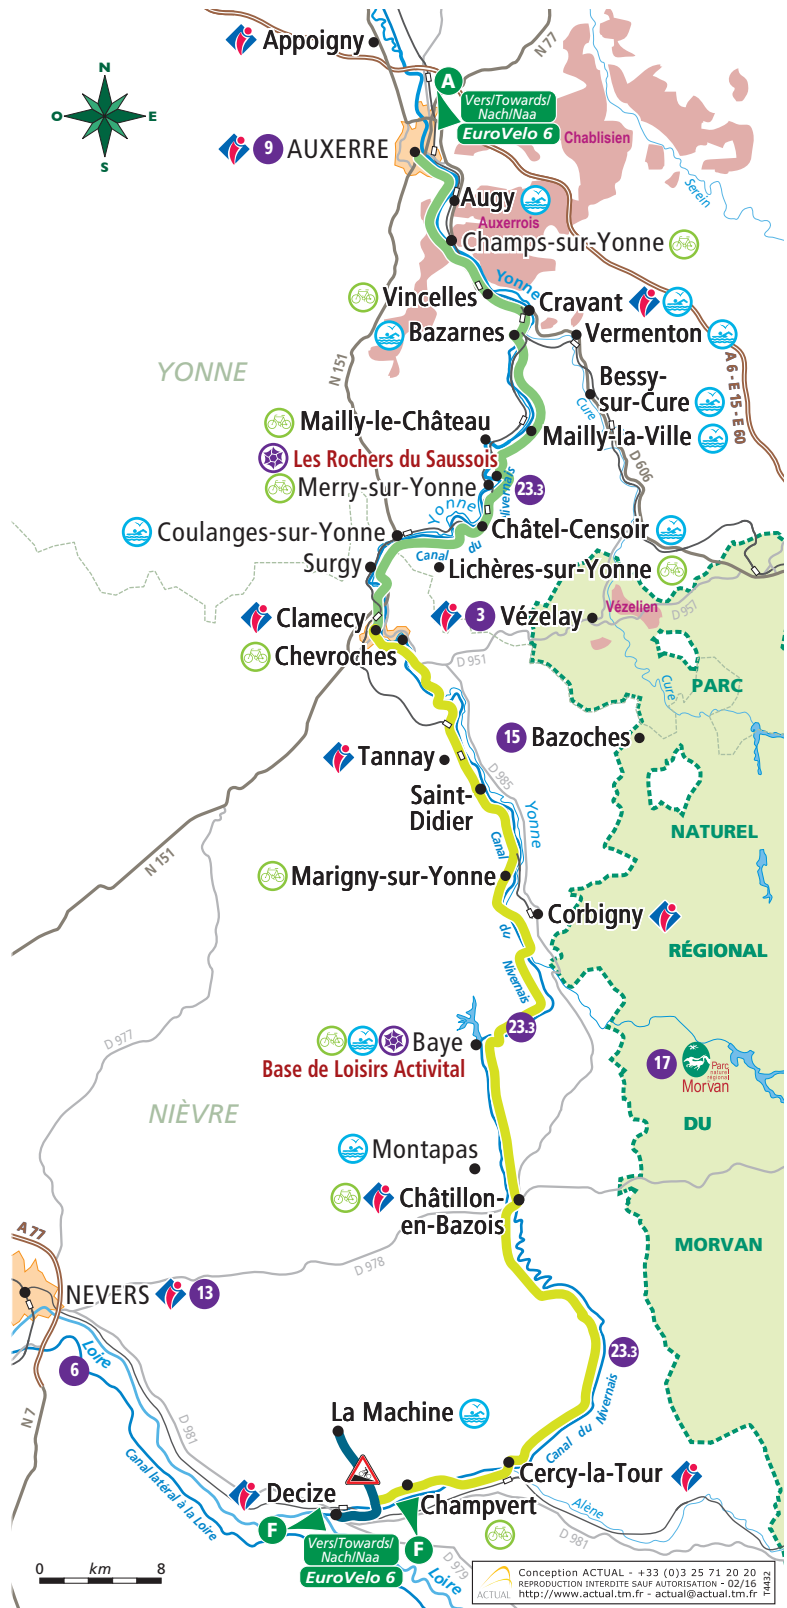 Appoigny
N 77
N
O
E
S
A
Vers/Towards/
Nach/Naa
EuroVelo 6
Chablisien
9
AUXERRE
Serein
Augy
Auxerrois
Champs-sur-Yonne
Yonne
Vincelles
Cravant
Bazarnes
Vermenton
YONNE
N 151
A 6 - E 15 - E 60
Bessy-
sur-Cure
Cure
Mailly-le-Château
Mailly-la-Ville
D 606
Les Rochers du Saussois
Merry-sur-Yonne
23.3
Nivernais
Yonne
Coulanges-sur-Yonne
Châtel-Censoir
Canal
du
Surgy
Lichères-sur-Yonne
Clamecy
3
Vézelay
Vézelien
D 951
Chevroches
D 951
Cure
PARC
15
Bazoches
Tannay
D 985
Saint-
Didier
Yonne
NATUREL
Canal
N 151
Marigny-sur-Yonne
Corbigny
du
RÉGIONAL
Nivernais
D 977
23.3
Baye
Base de Loisirs Activital
17
Parc
naturel
régional
du
Morvan
NIÈVRE
DU
Montapas
Châtillon-
en-Bazois
A 77
MORVAN
D 978
NEVERS
13
Loire
6
23.3
N 7
D 981
La Machine
Canal du Nivernais
Canal latéral à la Loire
Cercy-la-Tour
Decize
Champvert
Alène
F
Vers/Towards/
Nach/Naa
EuroVelo 6
F
D 981
D 979
Loire
0
km
8
ACTUAL
Conception ACTUAL - +33 (0)3 25 71 20 20
REPRODUCTION INTERDITE SAUF AUTORISATION - 02/16
http://www.actual.tm.fr - actual@actual.tm.fr
T4432